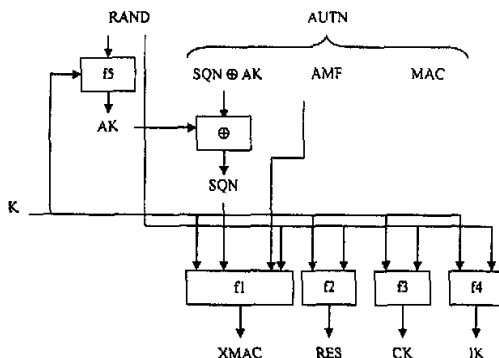 RAND AUTN
f5 SQN ⊕ AK AMF MAC
AK ⊕
SQN
K
f1 f2 f3 f4
XMAC RES CK IK